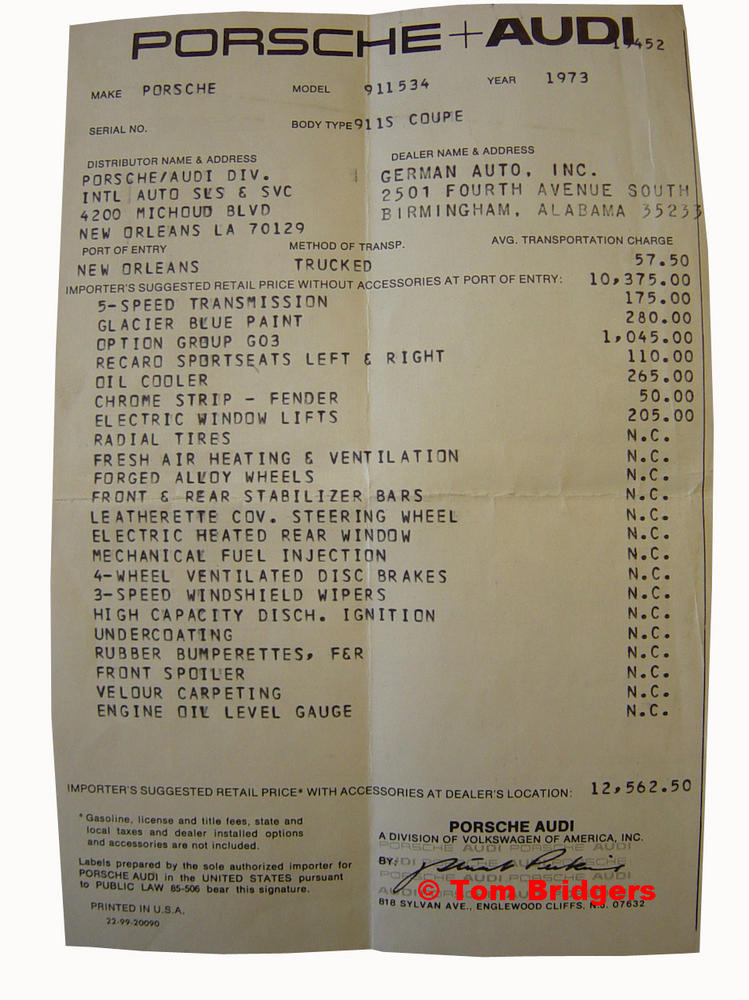 PORSCHE+AUDI
19452
MAKE PORSCHE MODEL 911534 YEAR 1973
SERIAL NO. BODY TYPE 911S COUPE
DISTRIBUTOR NAME & ADDRESS DEALER NAME & ADDRESS
PORSCHE/AUDI DIV. GERMAN AUTO, INC.
INTL AUTO SLS & SVC 2501 FOURTH AVENUE SOUTH
4200 MICHOUD BLVD BIRMINGHAM, ALABAMA 35233
NEW ORLEANS LA 70129
PORT OF ENTRY METHOD OF TRANSP. AVG. TRANSPORTATION CHARGE
NEW ORLEANS TRUCKED 57.50
IMPORTER'S SUGGESTED RETAIL PRICE WITHOUT ACCESSORIES AT PORT OF ENTRY: 10,375.00
5-SPEED TRANSMISSION 175.00
GLACIER BLUE PAINT 280.00
OPTION GROUP G03 1,045.00
RECARO SPORTSEATS LEFT & RIGHT 110.00
OIL COOLER 265.00
CHROME STRIP - FENDER 50.00
ELECTRIC WINDOW LIFTS 205.00
RADIAL TIRES N.C.
FRESH AIR HEATING & VENTILATION N.C.
FORGED ALLOY WHEELS N.C.
FRONT & REAR STABILIZER BARS N.C.
LEATHERETTE COV. STEERING WHEEL N.C.
ELECTRIC HEATED REAR WINDOW N.C.
MECHANICAL FUEL INJECTION N.C.
4-WHEEL VENTILATED DISC BRAKES N.C.
3-SPEED WINDSHIELD WIPERS N.C.
HIGH CAPACITY DISCH. IGNITION N.C.
UNDERCOATING N.C.
RUBBER BUMPERETTES, F&R N.C.
FRONT SPOILER N.C.
VELOUR CARPETING N.C.
ENGINE OIL LEVEL GAUGE N.C.
IMPORTER'S SUGGESTED RETAIL PRICE* WITH ACCESSORIES AT DEALER'S LOCATION: 12,562.50
* Gasoline, license and title fees, state and
local taxes and dealer installed options
and accessories are not included.
Labels prepared by the sole authorized importer for
PORSCHE AUDI in the UNITED STATES pursuant
to PUBLIC LAW 85-506 bear this signature.
PRINTED IN U.S.A.
22-99-20090
PORSCHE AUDI
A DIVISION OF VOLKSWAGEN OF AMERICA, INC.
PORSCHE AUDI PORSCHE AUDI
BY:
© Tom Bridgers
818 SYLVAN AVE., ENGLEWOOD CLIFFS, N.J. 07632